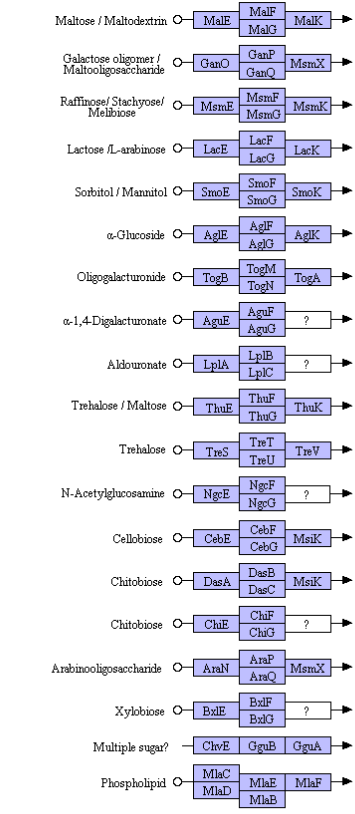 Maltose / Maltodextrin MalE MalF MalG MalK
Galactose oligomer / Maltooligosaccharide GanO GanP GanQ MsmX
Raffinose/ Stachyose/ Melibiose MsmE MsmF MsmG MsmK
Lactose /L-arabinose LacE LacF LacG LacK
Sorbitol / Mannitol SmoE SmoF SmoG SmoK
α-Glucoside AglE AglF AglG AglK
Oligogalacturonide TogB TogM TogN TogA
α-1,4-Digalacturonate AguE AguF AguG ?
Aldouronate LplA LplB LplC ?
Trehalose / Maltose ThuE ThuF ThuG ThuK
Trehalose TreS TreT TreU TreV
N-Acetylglucosamine NgcE NgcF NgcG ?
Cellobiose CebE CebF CebG MsiK
Chitobiose DasA DasB DasC MsiK
Chitobiose ChiE ChiF ChiG ?
Arabinooligosaccharide AraN AraP AraQ MsmX
Xylobiose BxlE BxlF BxlG ?
Multiple sugar? ChvE GguB GguA
Phospholipid MlaC MlaD MlaE MlaB MlaF